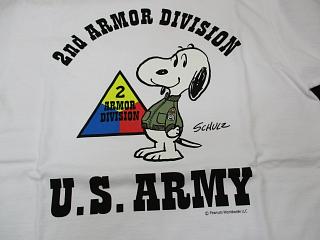 2nd ARMOR DIVISION
2
ARMOR
DIVISION
SCHULZ
U.S. ARMY
© Peanuts Worldwide LLC